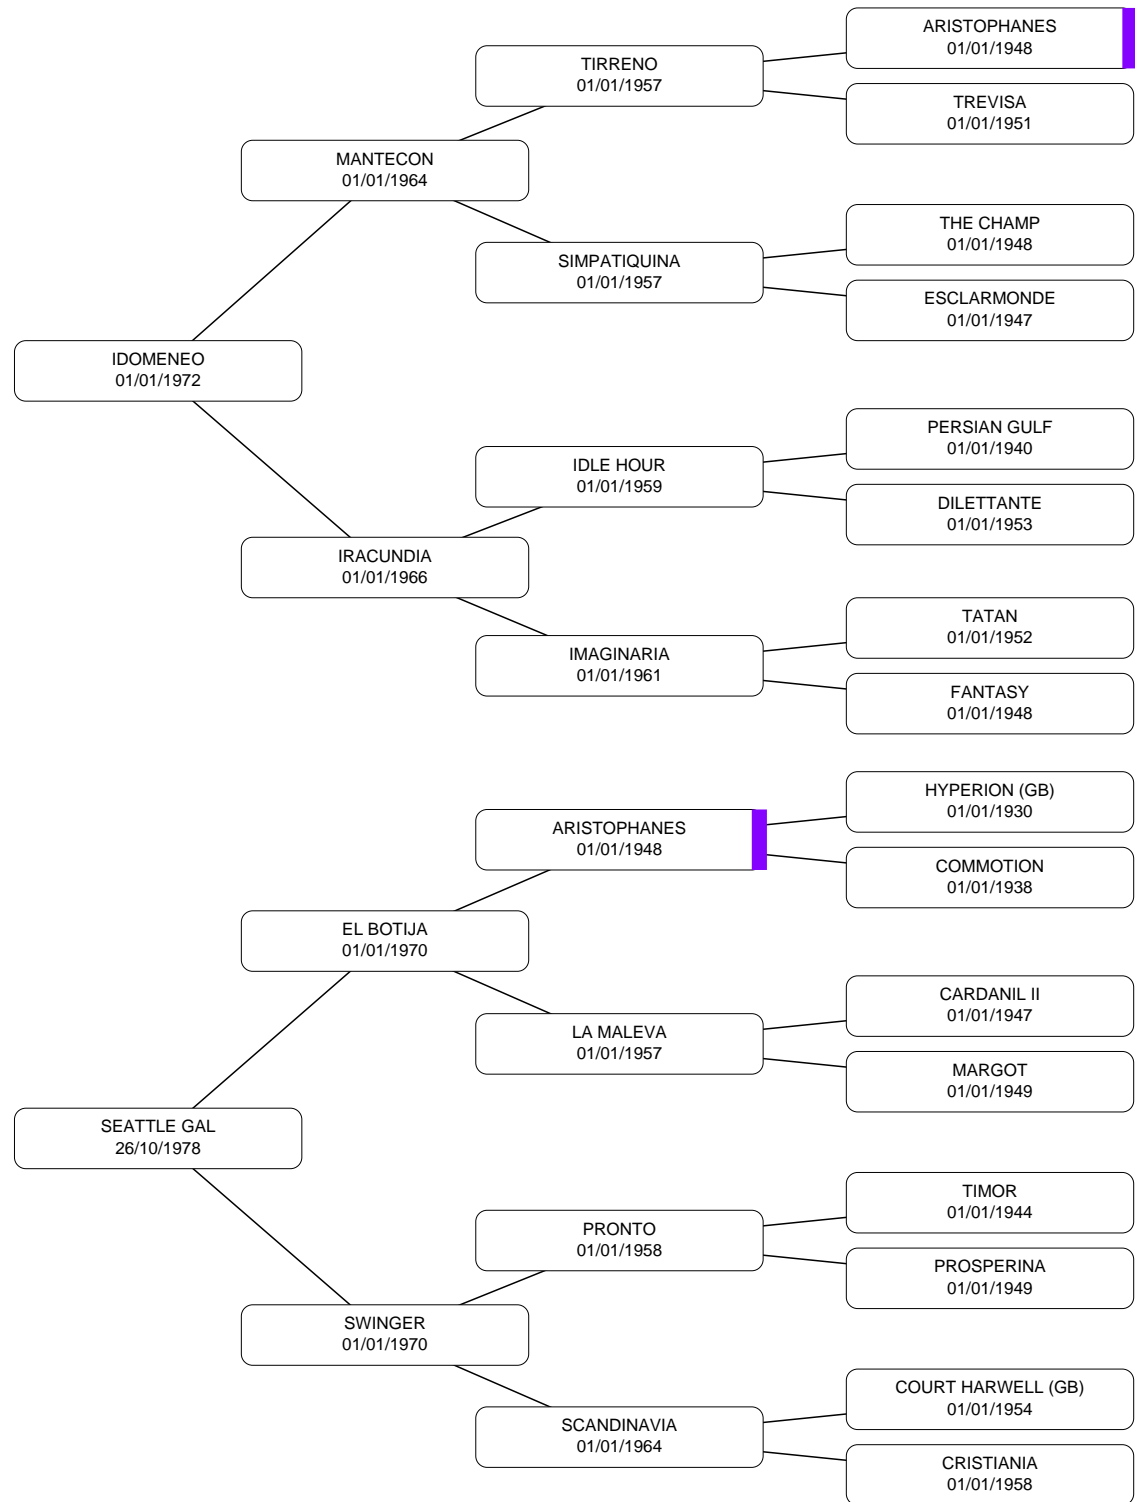 ARISTOPHANES
01/01/1948
TIRRENO
01/01/1957
TREVISA
01/01/1951
MANTECON
01/01/1964
THE CHAMP
01/01/1948
SIMPATIQUINA
01/01/1957
ESCLARMONDE
01/01/1947
IDOMENEO
01/01/1972
PERSIAN GULF
01/01/1940
IDLE HOUR
01/01/1959
DILETTANTE
01/01/1953
IRACUNDIA
01/01/1966
TATAN
01/01/1952
IMAGINARIA
01/01/1961
FANTASY
01/01/1948
HYPERION (GB)
01/01/1930
ARISTOPHANES
01/01/1948
COMMOTION
01/01/1938
EL BOTIJA
01/01/1970
CARDANIL II
01/01/1947
LA MALEVA
01/01/1957
MARGOT
01/01/1949
SEATTLE GAL
26/10/1978
TIMOR
01/01/1944
PRONTO
01/01/1958
PROSPERINA
01/01/1949
SWINGER
01/01/1970
COURT HARWELL (GB)
01/01/1954
SCANDINAVIA
01/01/1964
CRISTIANIA
01/01/1958